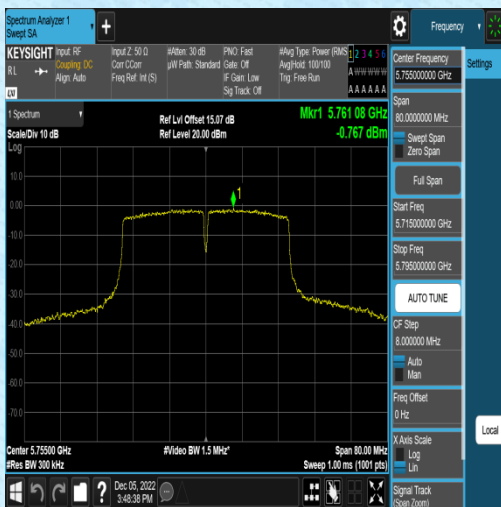 Spectrum Analyzer 1
Swept SA
Frequency
KEYSIGHT
RL
Input: RF
Coupling: DC
Align: Auto
Input Z: 50 Ω
Corr CCorr
Freq Ref: Int (S)
#Atten: 30 dB
µW Path: Standard
PNO: Fast
Gate: Off
IF Gain: Low
Sig Track: Off
#Avg Type: Power (RMS
Avg|Hold: 100/100
Trig: Free Run
1 2 3 4 5 6
A W W W W W
A A A A A A
Settings
Center Frequency
5.755000000 GHz
Span
80.0000000 MHz
Swept Span
Zero Span
Full Span
Start Freq
5.715000000 GHz
Stop Freq
5.795000000 GHz
AUTO TUNE
CF Step
8.000000 MHz
Auto
Man
Freq Offset
0 Hz
X Axis Scale
Log
Lin
Signal Track
(Span Zoom)
Local
1 Spectrum
Scale/Div 10 dB
Ref Lvl Offset 15.07 dB
Ref Level 20.00 dBm
Mkr1 5.761 08 GHz
-0.767 dBm
Log
10.0
0.00
-10.0
-20.0
-30.0
-40.0
-50.0
-60.0
-70.0
1
Center 5.75500 GHz
#Res BW 300 kHz
#Video BW 1.5 MHz*
Span 80.00 MHz
Sweep 1.00 ms (1001 pts)
?
Dec 05, 2022
3:48:38 PM